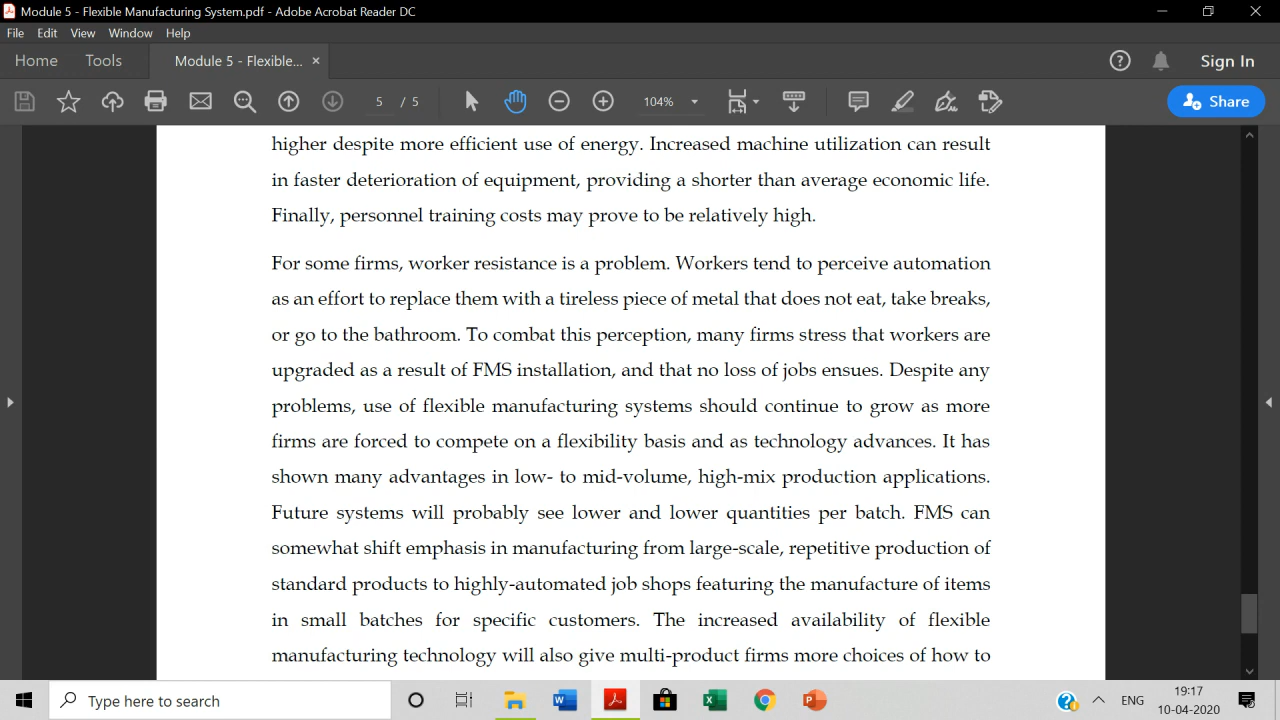 Module 5 - Flexible Manufacturing System.pdf - Adobe Acrobat Reader DC
File Edit View Window Help
Home Tools Module 5 - Flexible... × Sign In
5 / 5 104% Share
higher despite more efficient use of energy. Increased machine utilization can result
in faster deterioration of equipment, providing a shorter than average economic life.
Finally, personnel training costs may prove to be relatively high.
For some firms, worker resistance is a problem. Workers tend to perceive automation
as an effort to replace them with a tireless piece of metal that does not eat, take breaks,
or go to the bathroom. To combat this perception, many firms stress that workers are
upgraded as a result of FMS installation, and that no loss of jobs ensues. Despite any
problems, use of flexible manufacturing systems should continue to grow as more
firms are forced to compete on a flexibility basis and as technology advances. It has
shown many advantages in low- to mid-volume, high-mix production applications.
Future systems will probably see lower and lower quantities per batch. FMS can
somewhat shift emphasis in manufacturing from large-scale, repetitive production of
standard products to highly-automated job shops featuring the manufacture of items
in small batches for specific customers. The increased availability of flexible
manufacturing technology will also give multi-product firms more choices of how to
Type here to search
ENG
19:17
10-04-2020